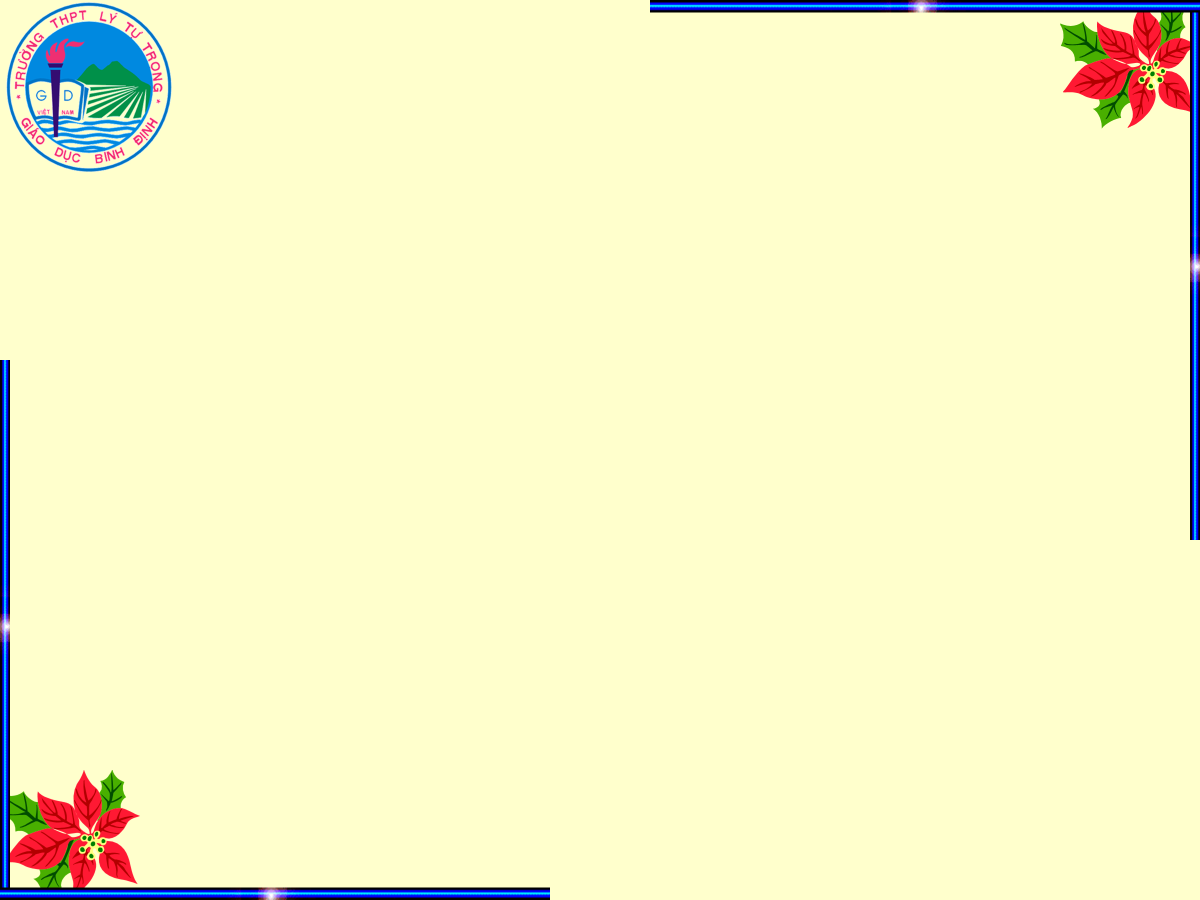 * TRƯỜNG THPT LÝ TỰ TRỌNG *
G D
VIỆT NAM
GIÁO DỤC BÌNH ĐỊNH